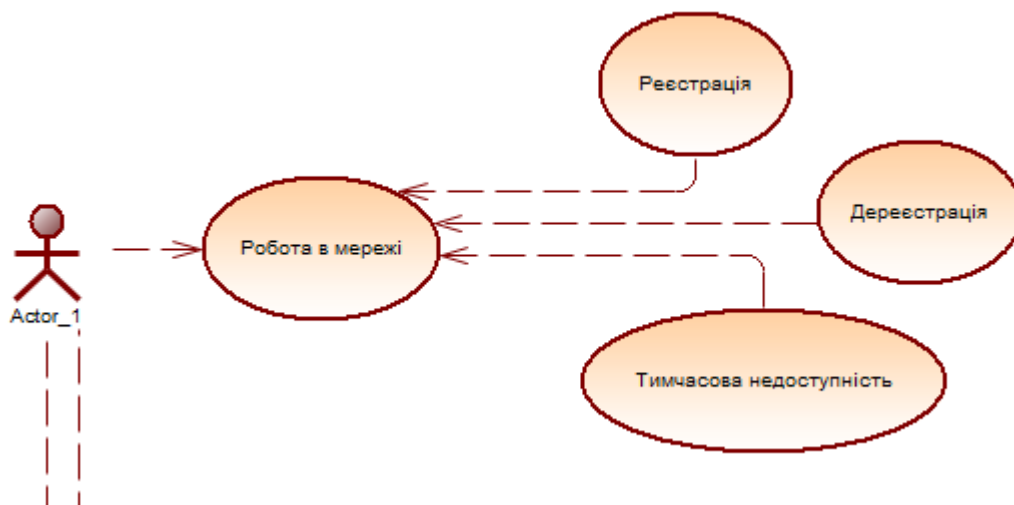 Реєстрація
Дереєстрація
Робота в мережі
Actor_1
Тимчасова недоступність